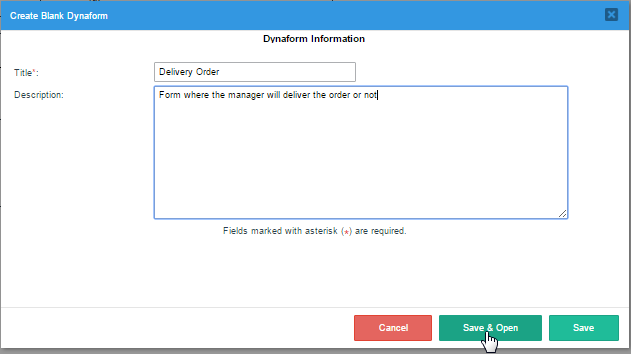 Create Blank Dynaform
Dynaform Information
Title*:
Delivery Order
Description:
Form where the manager will deliver the order or not
Fields marked with asterisk (*) are required.
Cancel
Save & Open
Save